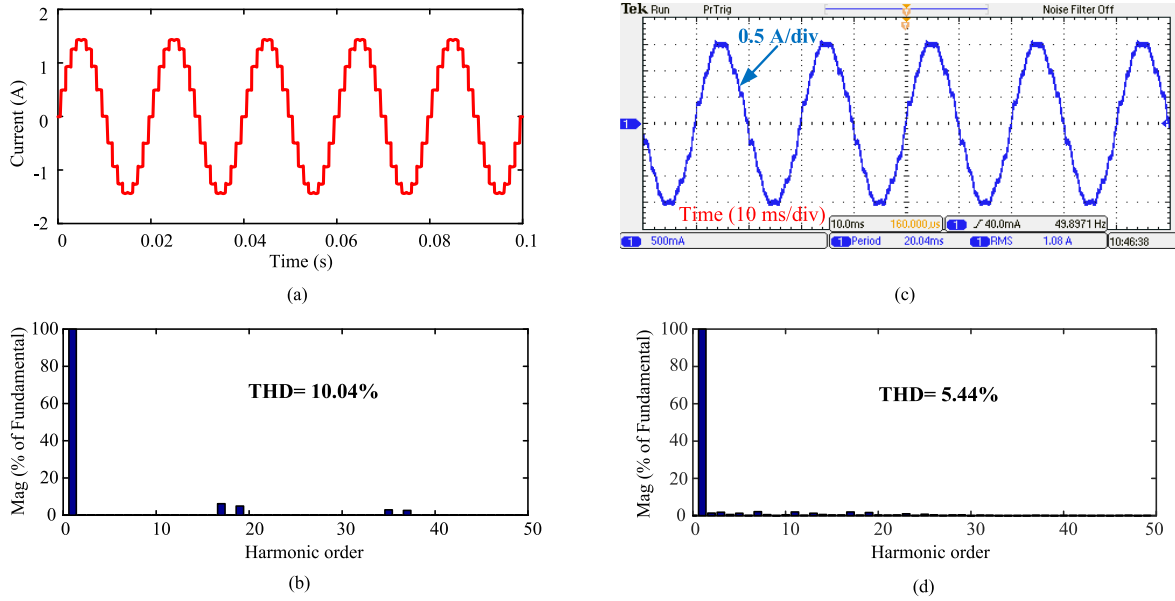 2
1
0
-1
-2
Current (A)
0
0.02
0.04
0.06
0.08
0.1
Time (s)
(a)
Tek Run
PrTrig
Noise Filter Off
0.5 A/div
1
Time (10 ms/div)
10.0ms
160.000us
1
40.0mA
49.8971 Hz
1
500mA
1
Period
20.04ms
1
RMS
1.08 A
10:46:38
(c)
100
80
60
40
20
0
Mag (% of Fundamental)
THD= 10.04%
0
10
20
30
40
50
Harmonic order
(b)
100
80
60
40
20
0
Mag (% of Fundamental)
THD= 5.44%
0
10
20
30
40
50
Harmonic order
(d)